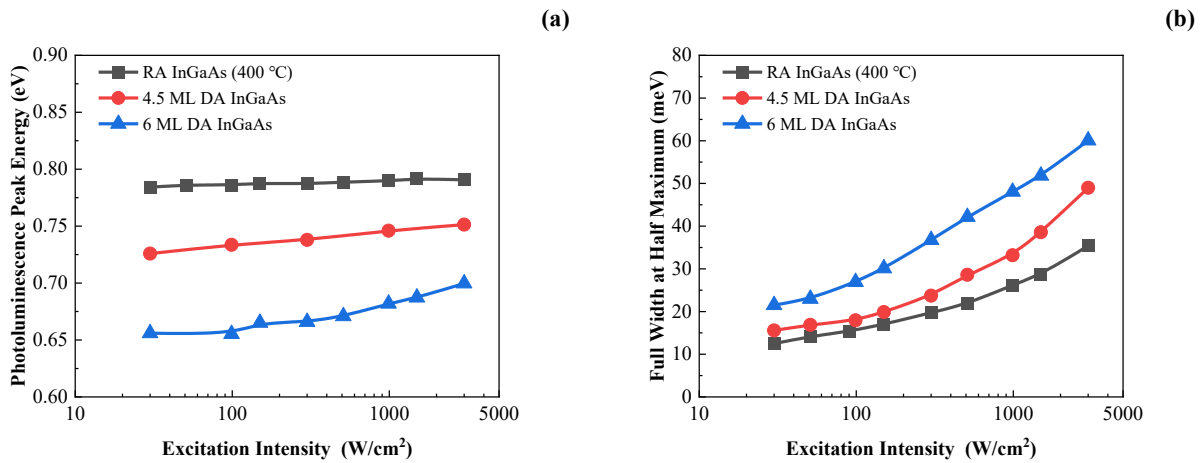 (a)
Photoluminescence Peak Energy (eV)
0.90
0.85
0.80
0.75
0.70
0.65
0.60
RA InGaAs (400 ℃)
4.5 ML DA InGaAs
6 ML DA InGaAs
10
100
1000
5000
Excitation Intensity (W/cm²)
(b)
Full Width at Half Maximum (meV)
80
70
60
50
40
30
20
10
0
RA InGaAs (400 ℃)
4.5 ML DA InGaAs
6 ML DA InGaAs
10
100
1000
5000
Excitation Intensity (W/cm²)